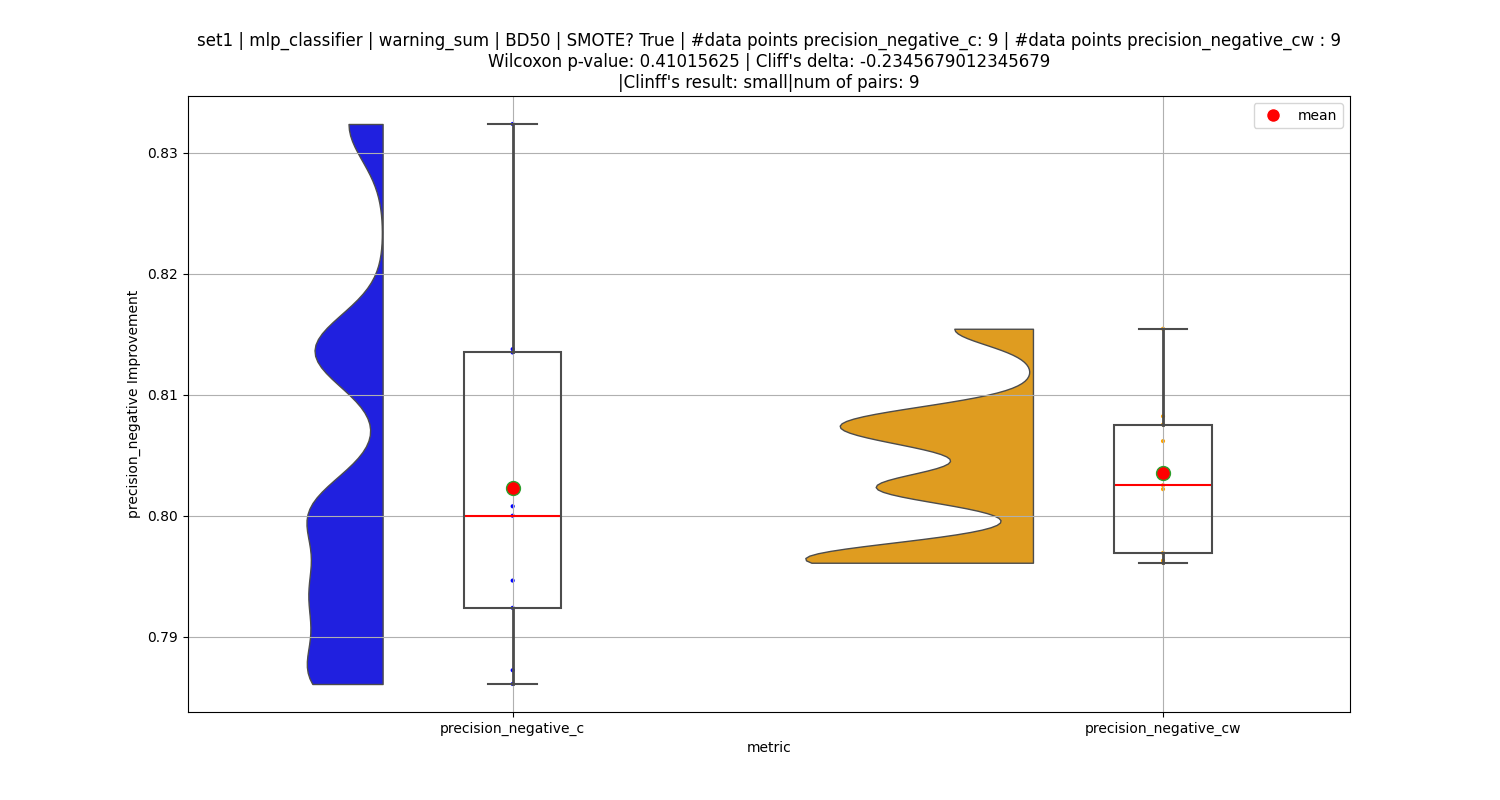 set1 | mlp_classifier | warning_sum | BD50 | SMOTE? True | #data points precision_negative_c: 9 | #data points precision_negative_cw : 9
Wilcoxon p-value: 0.41015625 | Cliff's delta: -0.2345679012345679
|Clinff's result: small|num of pairs: 9
mean
0.83
0.82
0.81
0.80
0.79
precision_negative Improvement
precision_negative_c
precision_negative_cw
metric